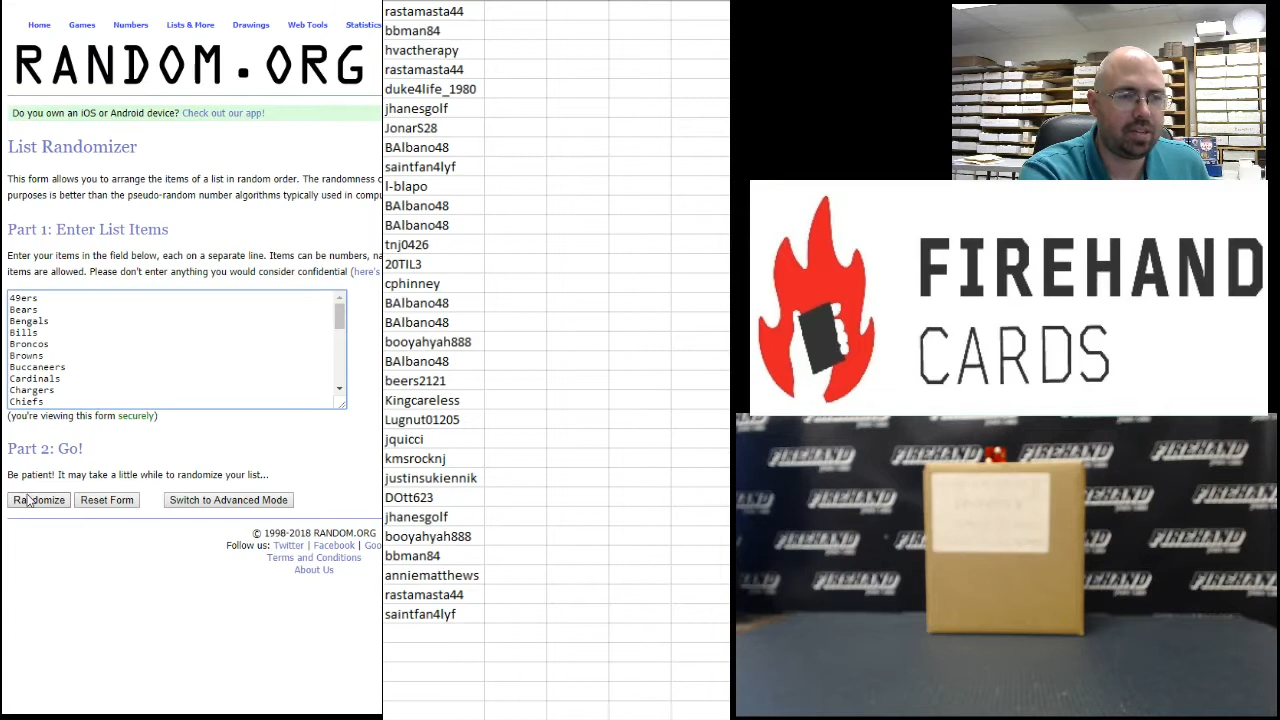 Home Games Numbers Lists & More Drawings Web Tools Statistics
RANDOM.ORG
Do you own an iOS or Android device? Check out our app!
List Randomizer
This form allows you to arrange the items of a list in random order. The randomness
purposes is better than the pseudo-random number algorithms typically used in
Part 1: Enter List Items
Enter your items in the field below, each on a separate line. Items can be numbers,
items are allowed. Please don't enter anything you would consider confidential (here's
49ers
Bears
Bengals
Bills
Broncos
Browns
Buccaneers
Cardinals
Chargers
Chiefs
(you're viewing this form securely)
Part 2: Go!
Be patient! It may take a little while to randomize your list...
Randomize Reset Form Switch to Advanced Mode
© 1998-2018 RANDOM.ORG
Follow us: Twitter | Facebook |
Terms and Conditions
About Us
rastamasta44
bbman84
hvactherapy
rastamasta44
duke4life_1980
jhanesgolf
JonarS28
BAlbano48
saintfan4lyf
l-blapo
BAlbano48
BAlbano48
tnj0426
20TIL3
cphinney
BAlbano48
BAlbano48
booyahyah888
BAlbano48
beers2121
Kingcareless
Lugnut01205
jquicci
kmsrocknj
justinsukiennik
DOtt623
jhanesgolf
booyahyah888
bbman84
anniematthews
rastamasta44
saintfan4lyf
FIREHAND
CARDS
FIREHAND
FIREHAND
FIREHAND
FIREHAND